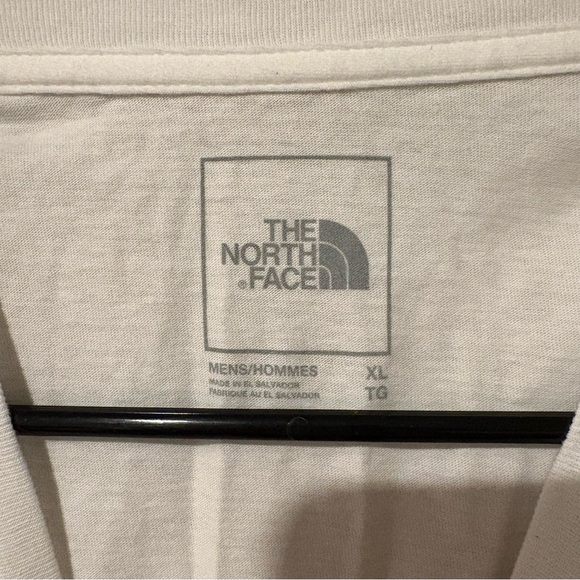 THE
NORTH
®FACE
MENS/HOMMES XL
MADE IN EL SALVADOR
FABRIQUÉ AU EL SALVADOR TG